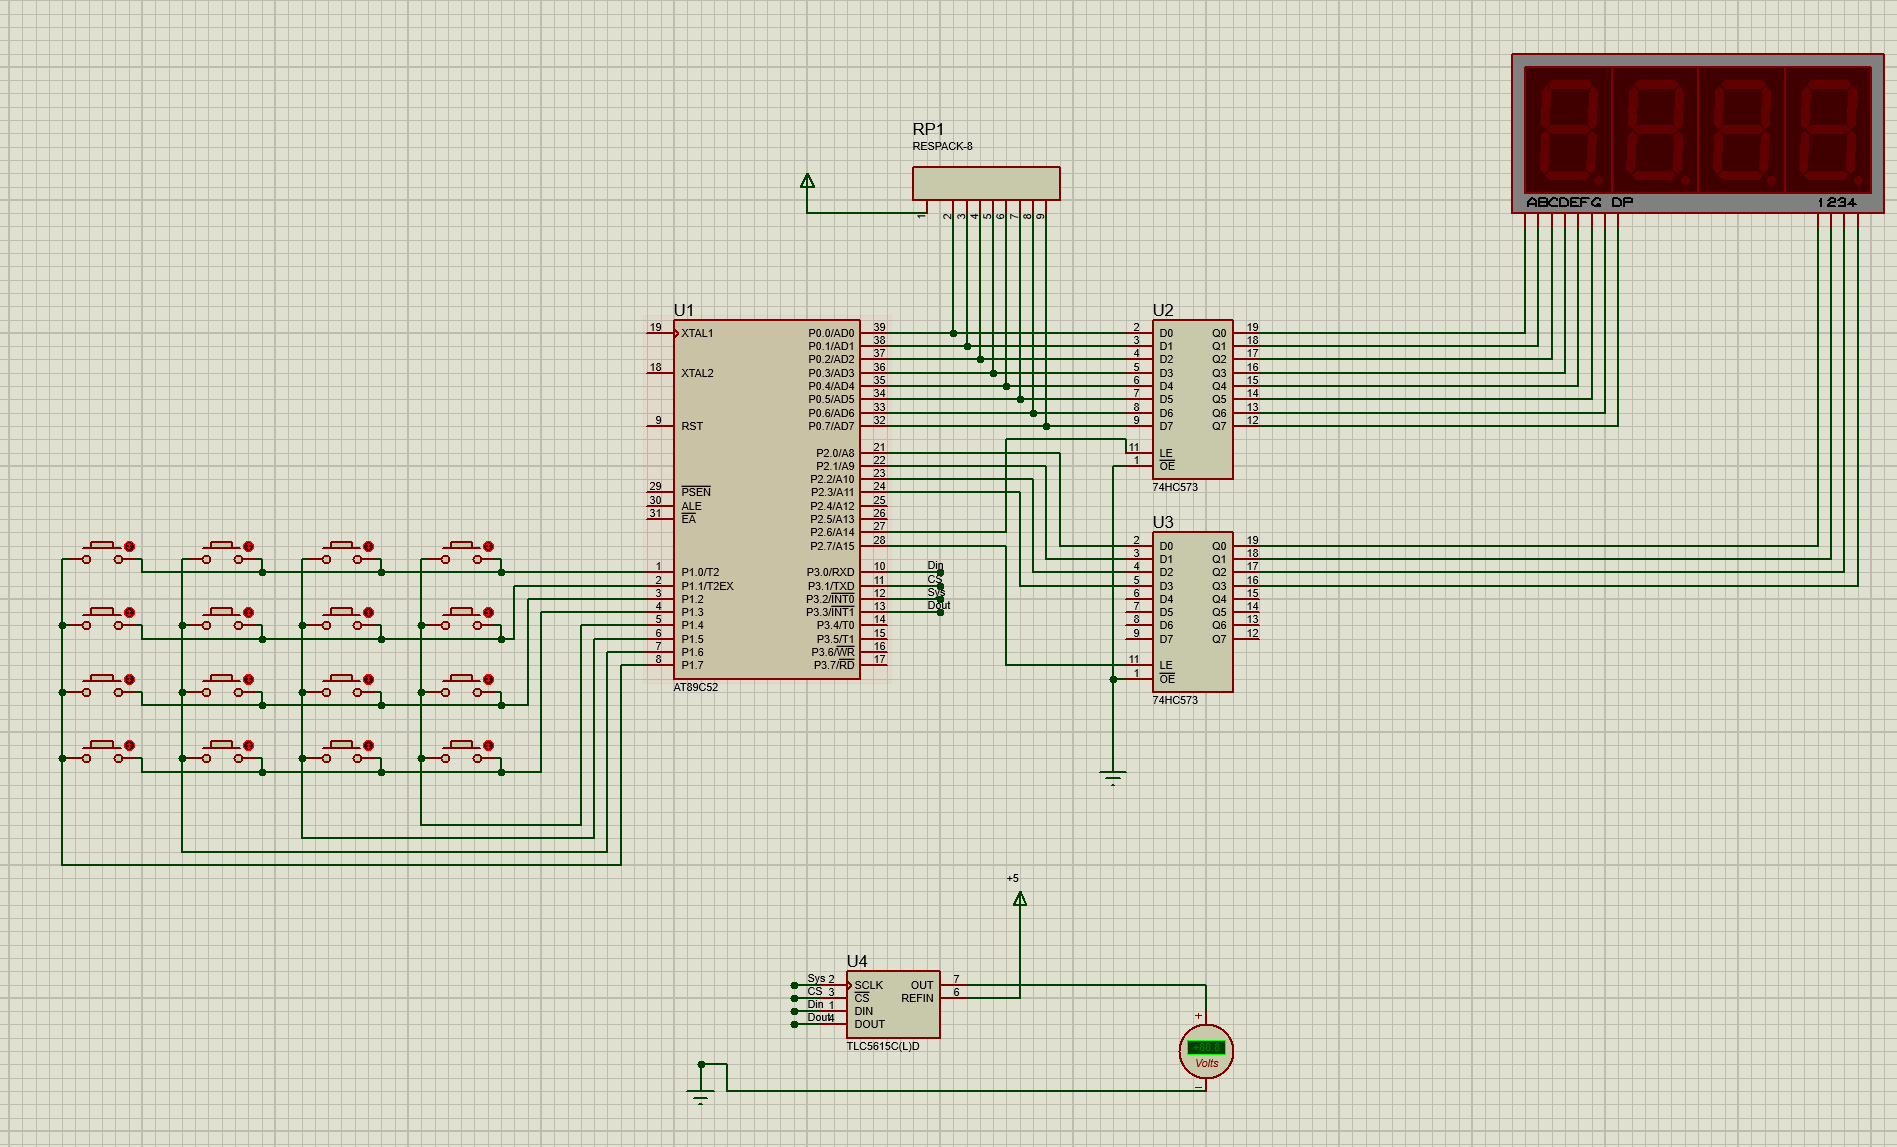 RP1
RESPACK-8
1 2 3 4 5 6 7 8 9
ABCDEFG DP
1234
U1
19 XTAL1
18 XTAL2
9 RST
29 PSEN
30 ALE
31 EA
1 P1.0/T2
2 P1.1/T2EX
3 P1.2
4 P1.3
5 P1.4
6 P1.5
7 P1.6
8 P1.7
P0.0/AD0 39
P0.1/AD1 38
P0.2/AD2 37
P0.3/AD3 36
P0.4/AD4 35
P0.5/AD5 34
P0.6/AD6 33
P0.7/AD7 32
P2.0/A8 21
P2.1/A9 22
P2.2/A10 23
P2.3/A11 24
P2.4/A12 25
P2.5/A13 26
P2.6/A14 27
P2.7/A15 28
P3.0/RXD 10 Din
P3.1/TXD 11 CS
P3.2/INT0 12 Sys
P3.3/INT1 13 Dout
P3.4/T0 14
P3.5/T1 15
P3.6/WR 16
P3.7/RD 17
AT89C52
U2
2 D0 Q0 19
3 D1 Q1 18
4 D2 Q2 17
5 D3 Q3 16
6 D4 Q4 15
7 D5 Q5 14
8 D6 Q6 13
9 D7 Q7 12
11 LE
1 OE
74HC573
U3
2 D0 Q0 19
3 D1 Q1 18
4 D2 Q2 17
5 D3 Q3 16
6 D4 Q4 15
7 D5 Q5 14
8 D6 Q6 13
9 D7 Q7 12
11 LE
1 OE
74HC573
+5
U4
Sys 2 SCLK OUT 7
CS 3 CS REFIN 6
Din 1 DIN
Dout 4 DOUT
TLC5615C(L)D
+
Volts
−